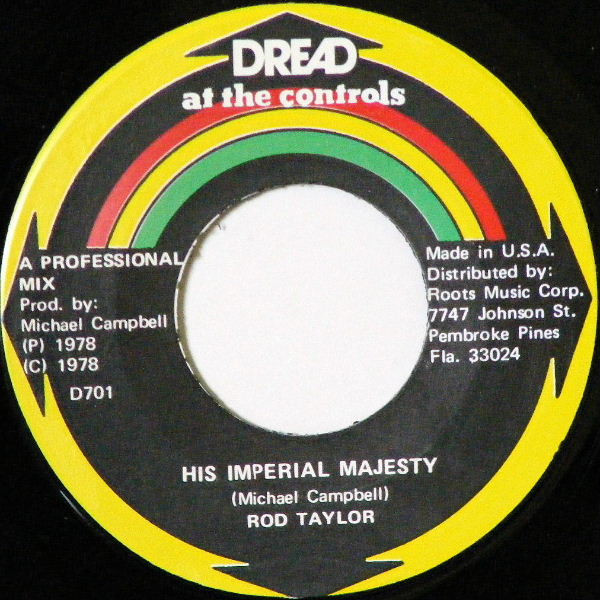 DREAD
at the controls
A PROFESSIONAL
MIX
Prod. by:
Michael Campbell
(P) 1978
(C) 1978
D701
Made in U.S.A.
Distributed by:
Roots Music Corp.
7747 Johnson St.
Pembroke Pines
Fla. 33024
HIS IMPERIAL MAJESTY
(Michael Campbell)
ROD TAYLOR